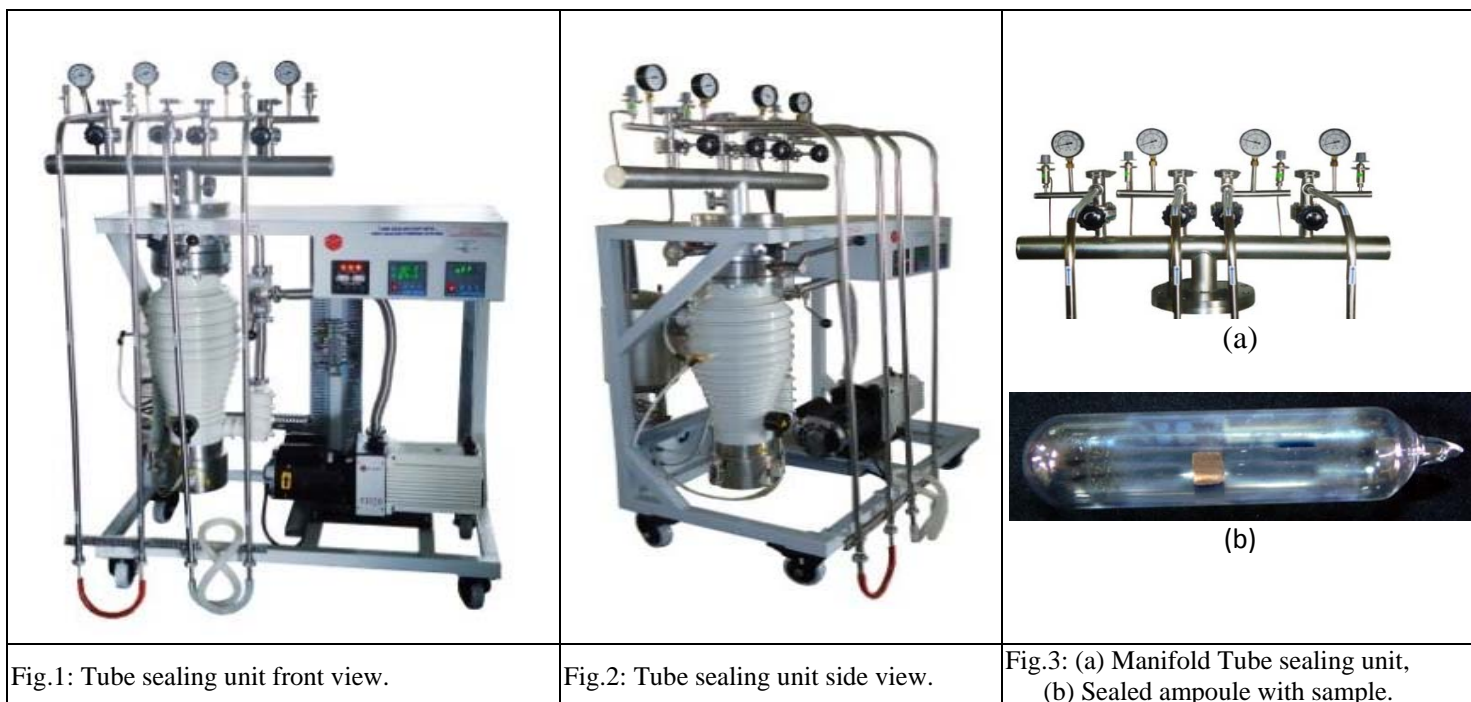 (a)
(b)
Fig.1: Tube sealing unit front view.
Fig.2: Tube sealing unit side view.
Fig.3: (a) Manifold Tube sealing unit,
(b) Sealed ampoule with sample.